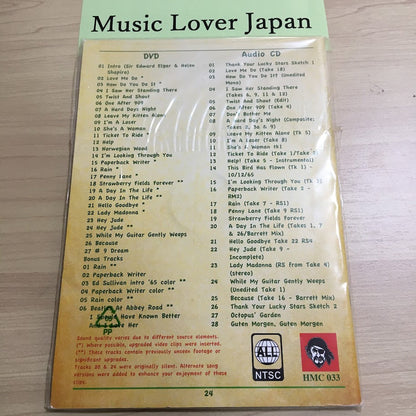 Music Lover Japan
DVD
01 Intro (Sir Edward Elgar & Helen
Shapiro)
02 Love Me Do *
03 How Do You Do It *
04 I Saw Her Standing There
05 Twist And Shout
06 One After 909
07 A Hard Days Night
08 Leave My Kitten Alone
09 I'm A Loser
10 She's A Woman
11 Ticket To Ride *
12 Help
13 Norwegian Wood
14 I'm Looking Through You
15 Paperback Writer *
16 Rain *
17 Penny Lane *
18 Strawberry Fields Forever **
19 A Day In The Life **
20 A Day In The Life **
21 Hello Goodbye *
22 Lady Madonna
23 Hey Jude
24 Hey Jude **
25 While My Guitar Gently Weeps
26 Because
27 # 9 Dream
Bonus Tracks
01 Rain **
02 Paperback Writer
03 Ed Sullivan intro '65 color **
04 Paperback Writer color **
05 Rain color **
06 Beatles At Abbey Road **
I Should Have Known Better
And I Love Her
PP
Sound quality varies due to different source elements.
(*) Where possible, upgraded video clips were inserted.
(**) These tracks contain previously unseen footage or
significant upgrades.
Tracks 20 & 24 were originally silent. Alternate song
versions were added to enhance your enjoyment of these
clips.
Audio CD
01 Thank Your Lucky Stars Sketch 1
02 Love Me Do (Take 18)
03 How Do You Do It? (Unedited
Mono)
04 I Saw Her Standing There
(Takes 6, 9, 11 & 12)
05 Twist And Shout (Edit)
06 One After 909 (Take 4)
07 Don't Bother Me
08 A Hard Day's Night (Composite:
Takes 2, 3& & 9)
09 Leave My Kitten Alone (Tk 5)
10 I'm A Loser (Take 8)
11 She's A Woman tk1
12 Ticket To Ride (Take 1/Take
13 Help! (Take 5 - Instrumental)
14 This Bird Has Flown (Tk 1) -
10/12/65
15 I'm Looking Through You (Tk
16 Paperback Writer (Take 2 -
RM2)
17 Rain (Take 7 - RS1)
18 Penny Lane (Take 9 RS1)
19 Strawberry Fields Forever
20 A Day In The Life (Takes 1, 7
& 26/Barrett Mix)
21 Hello Goodbye Take 22 RS4
22 Hey Jude (Take 9 -
Incomplete)
23 Lady Madonna (RS from Take 4)
(stereo)
24 While My Guitar Gently Weeps
(Unedited Take 1)
25 Because (Take 16 - Barrett Mix)
26 Thank Your Lucky Stars Sketch 2
27 Octopus' Garden
28 Guten Morgen, Guten Morgen
ALL
NTSC
HMC 033
24